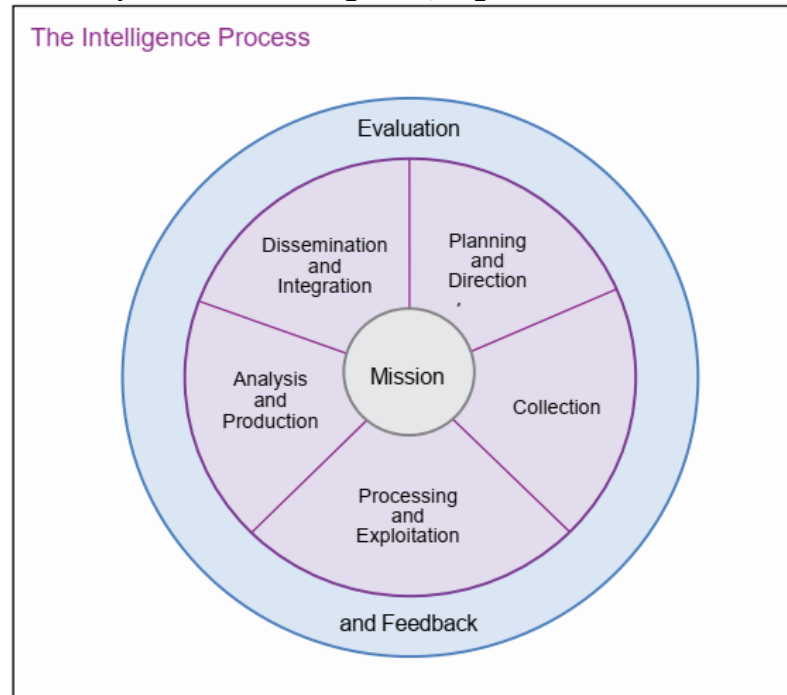 The Intelligence Process
Evaluation
Dissemination
and
Integration
Planning
and
Direction
Mission
Analysis
and
Production
Collection
Processing
and
Exploitation
and Feedback